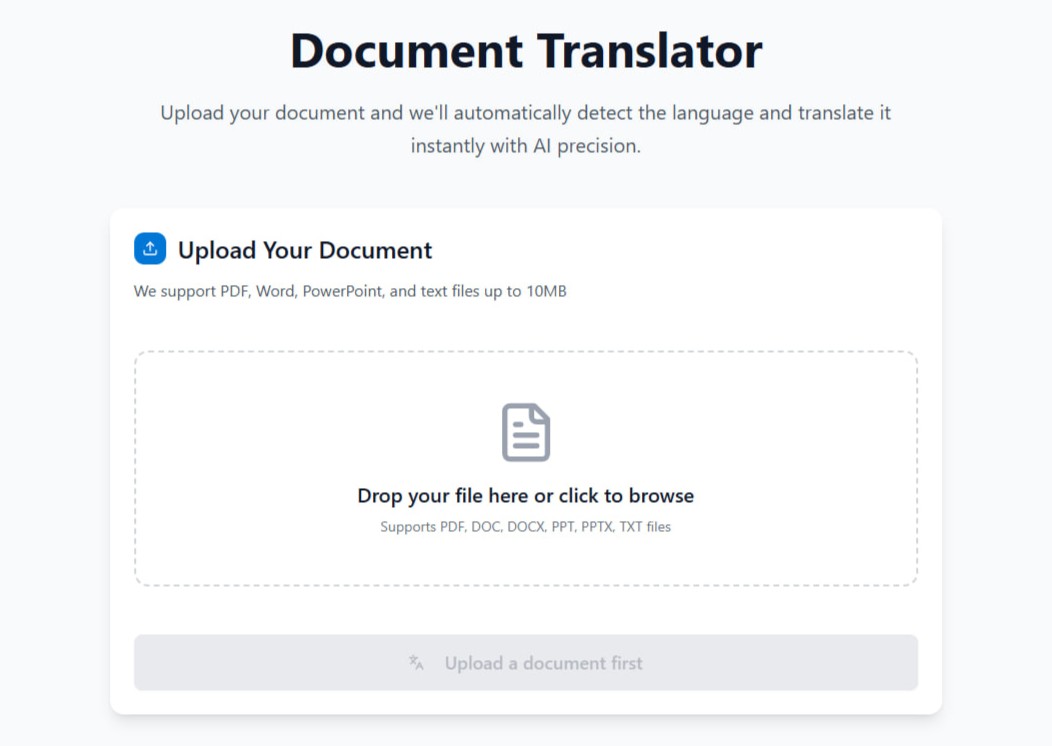 Document Translator
Upload your document and we'll automatically detect the language and translate it
instantly with AI precision.
Upload Your Document
We support PDF, Word, PowerPoint, and text files up to 10MB
Drop your file here or click to browse
Supports PDF, DOC, DOCX, PPT, PPTX, TXT files
Upload a document first